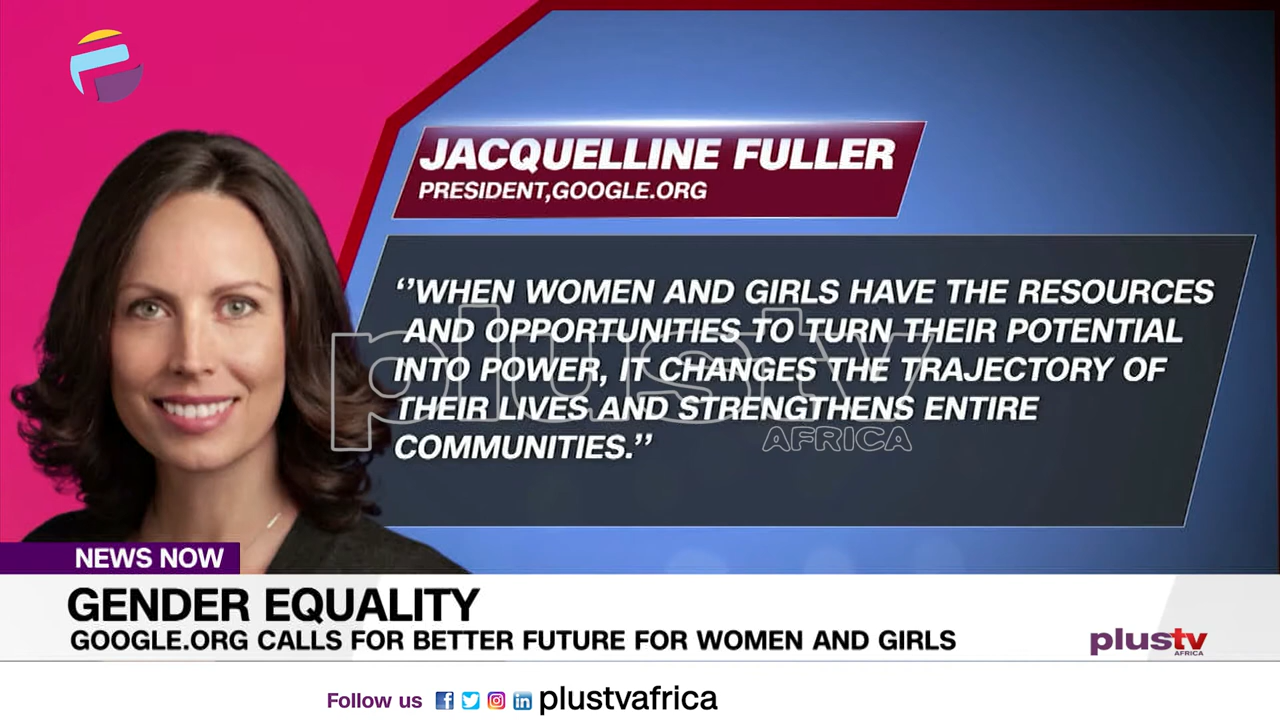 JACQUELLINE FULLER
PRESIDENT,GOOGLE.ORG
‘’WHEN WOMEN AND GIRLS HAVE THE RESOURCES
AND OPPORTUNITIES TO TURN THEIR POTENTIAL
INTO POWER, IT CHANGES THE TRAJECTORY OF
THEIR LIVES AND STRENGTHENS ENTIRE
COMMUNITIES.’’
plustv
AFRICA
NEWS NOW
GENDER EQUALITY
GOOGLE.ORG CALLS FOR BETTER FUTURE FOR WOMEN AND GIRLS
plustv
AFRICA
Follow us plustvafrica